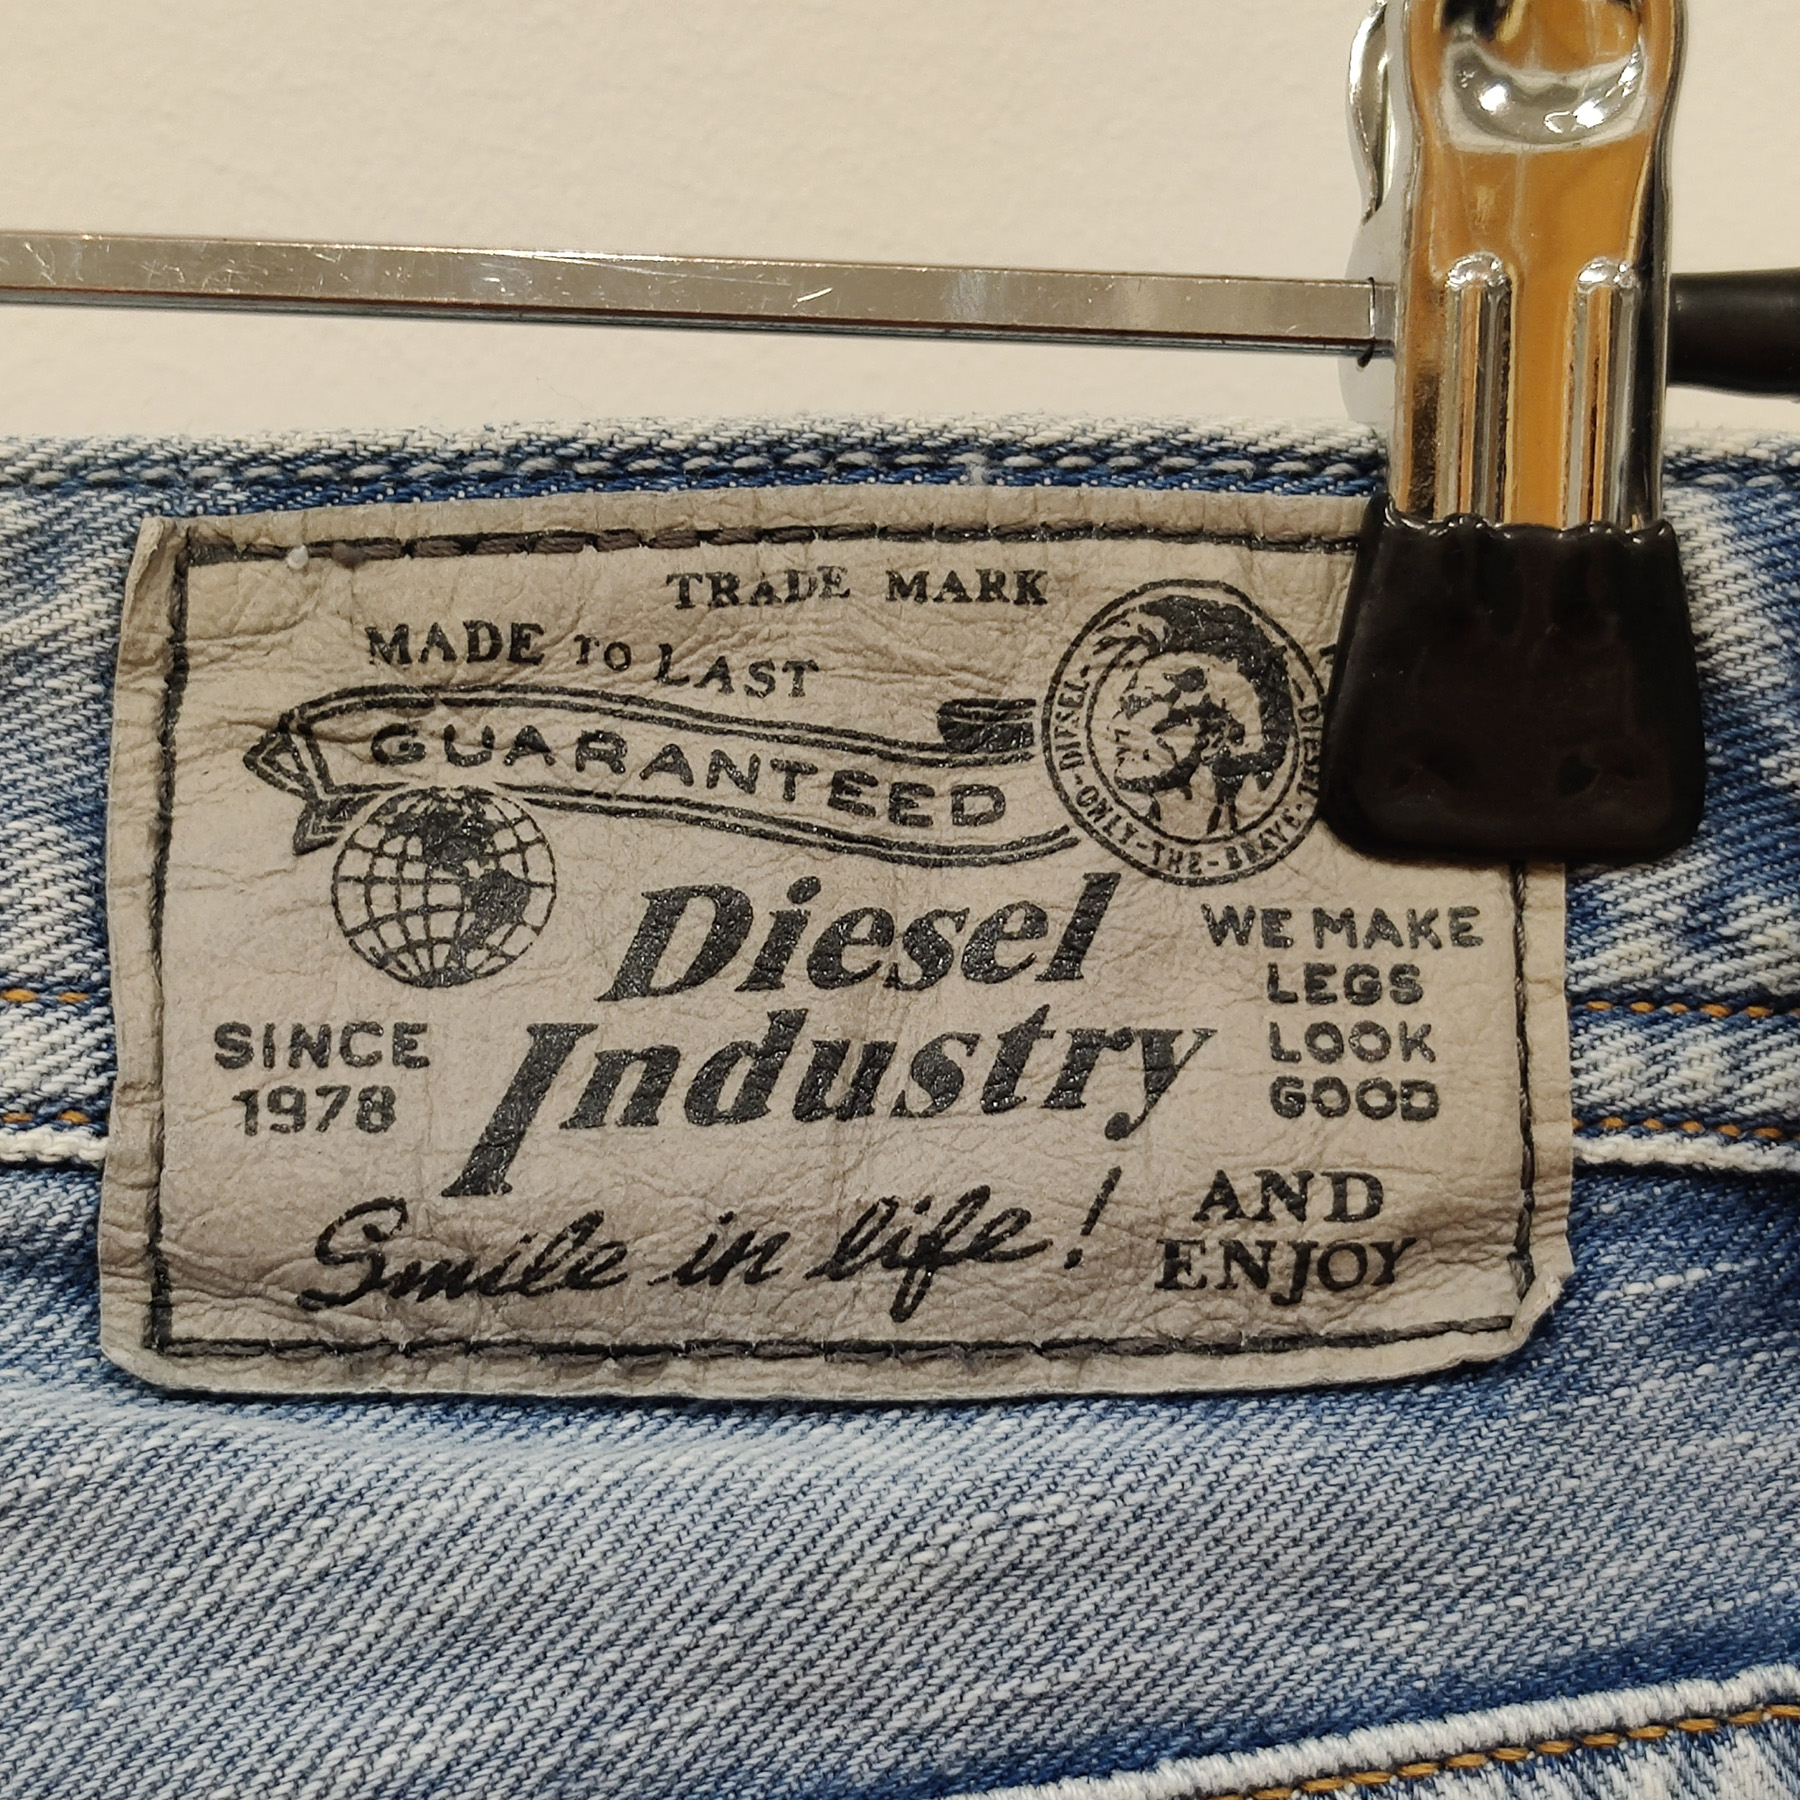 TRADE MARK
MADE TO LAST
GUARANTEED
DIESEL-ONLY-THE-BRAVE
Diesel
Industry
SINCE
1978
WE MAKE
LEGS
LOOK
GOOD
Smile in life!
AND
ENJOY